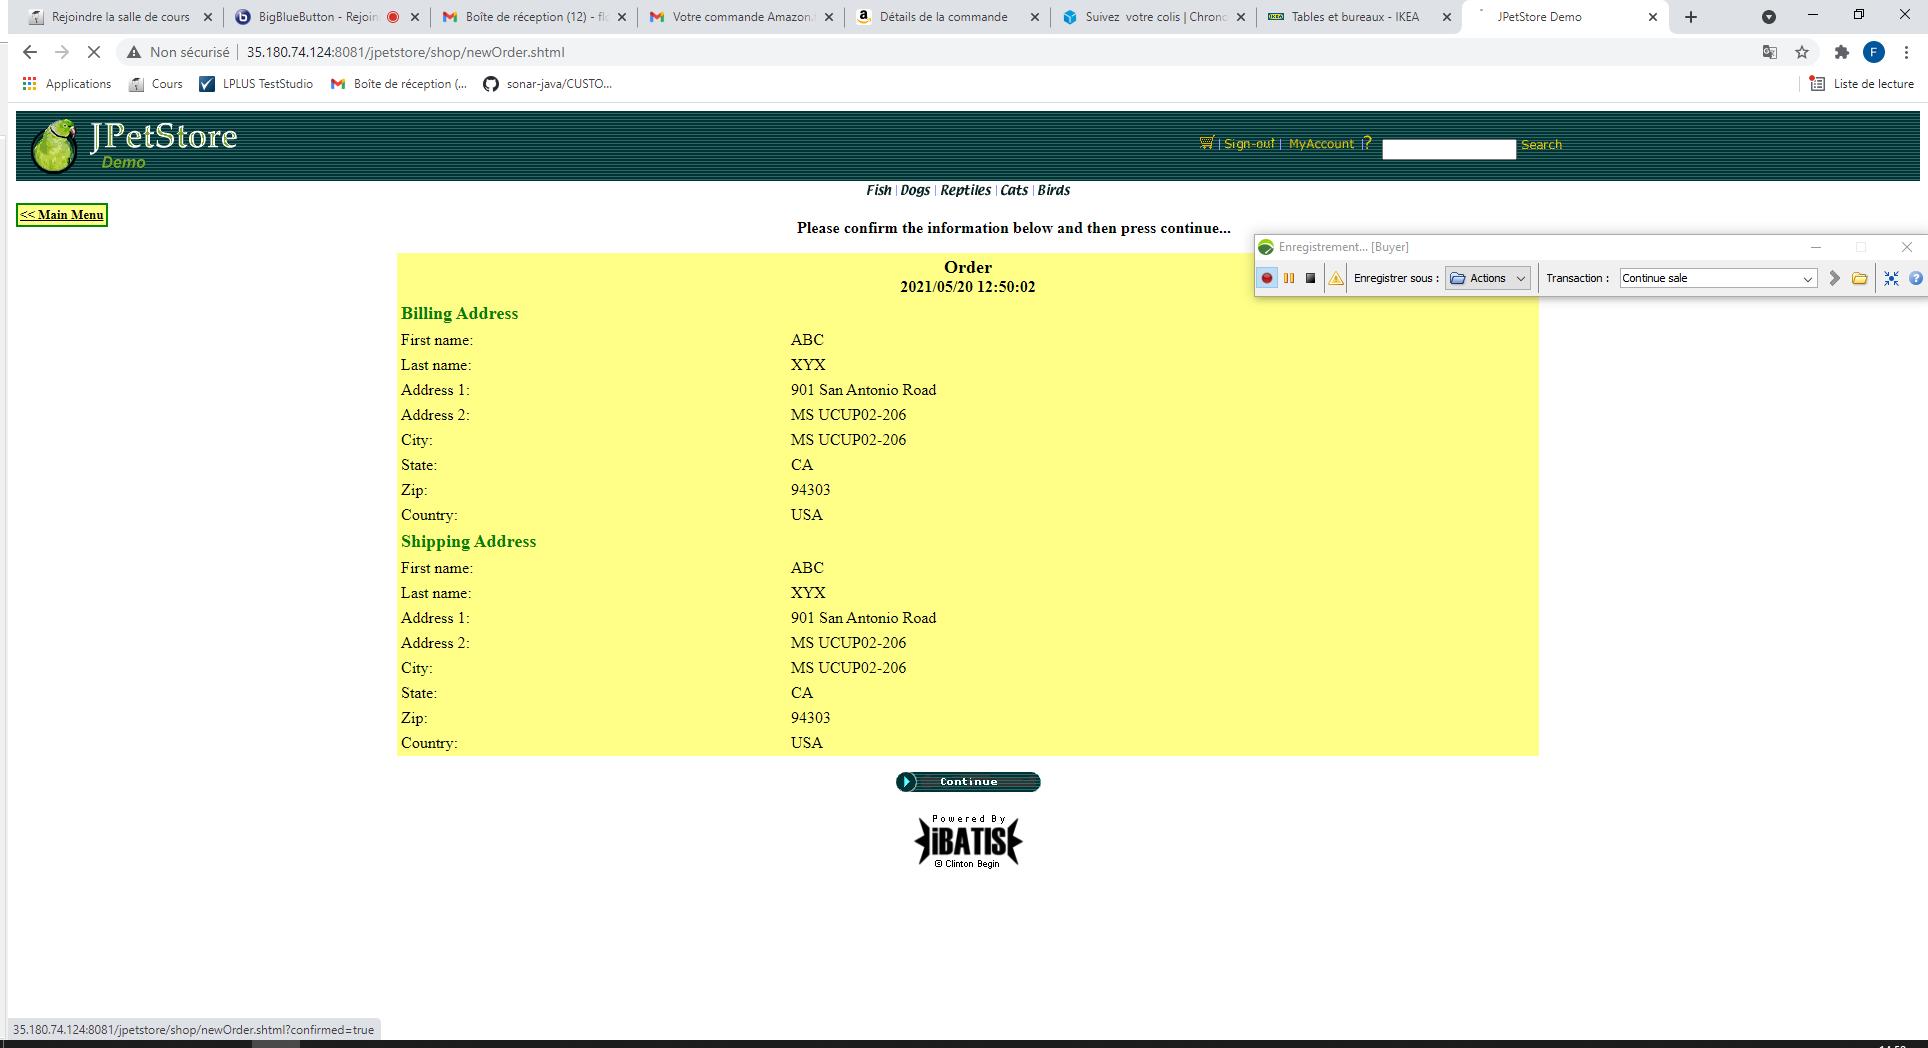 Rejoindre la salle de cours
BigBlueButton - Rejoin
Boîte de réception (12) - flo
Votre commande Amazon.
Détails de la commande
Suivez votre colis | Chrono
Tables et bureaux - IKEA
JPetStore Demo
Non sécurisé | 35.180.74.124:8081/jpetstore/shop/newOrder.shtml
F
Applications
Cours
LPLUS TestStudio
Boîte de réception (...
sonar-java/CUSTO...
Liste de lecture
JPetStore
Demo
| Sign-out | MyAccount | ?
Search
Fish | Dogs | Reptiles | Cats | Birds
<< Main Menu
Please confirm the information below and then press continue...
Enregistrement... [Buyer]
Enregistrer sous : Actions
Transaction : Continue sale
Order
2021/05/20 12:50:02
Billing Address
First name: ABC
Last name: XYX
Address 1: 901 San Antonio Road
Address 2: MS UCUP02-206
City: MS UCUP02-206
State: CA
Zip: 94303
Country: USA
Shipping Address
First name: ABC
Last name: XYX
Address 1: 901 San Antonio Road
Address 2: MS UCUP02-206
City: MS UCUP02-206
State: CA
Zip: 94303
Country: USA
Continue
Powered By
iBATIS
© Clinton Begin
35.180.74.124:8081/jpetstore/shop/newOrder.shtml?confirmed=true